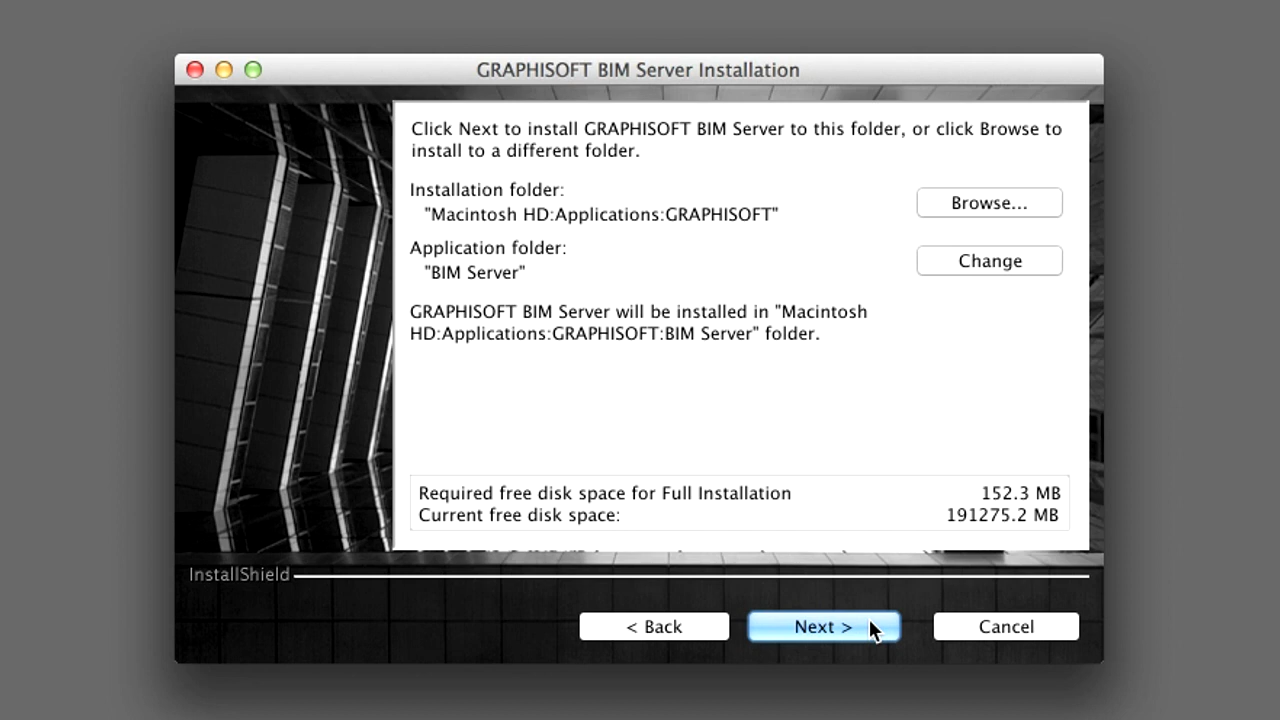 GRAPHISOFT BIM Server Installation
Click Next to install GRAPHISOFT BIM Server to this folder, or click Browse to
install to a different folder.
Installation folder:
"Macintosh HD:Applications:GRAPHISOFT"
Browse...
Application folder:
"BIM Server"
Change
GRAPHISOFT BIM Server will be installed in "Macintosh
HD:Applications:GRAPHISOFT:BIM Server" folder.
Required free disk space for Full Installation 152.3 MB
Current free disk space: 191275.2 MB
InstallShield
< Back Next > Cancel